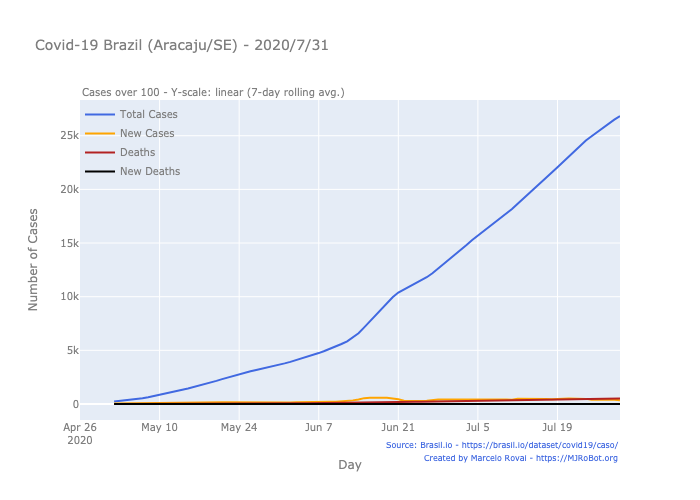 Covid-19 Brazil (Aracaju/SE) - 2020/7/31
Cases over 100 - Y-scale: linear (7-day rolling avg.)
Total Cases
New Cases
Deaths
New Deaths
25k
20k
15k
10k
5k
0
Number of Cases
Apr 26
2020
May 10
May 24
Jun 7
Jun 21
Jul 5
Jul 19
Day
Source: Brasil.io - https://brasil.io/dataset/covid19/caso/
Created by Marcelo Rovai - https://MJRoBot.org